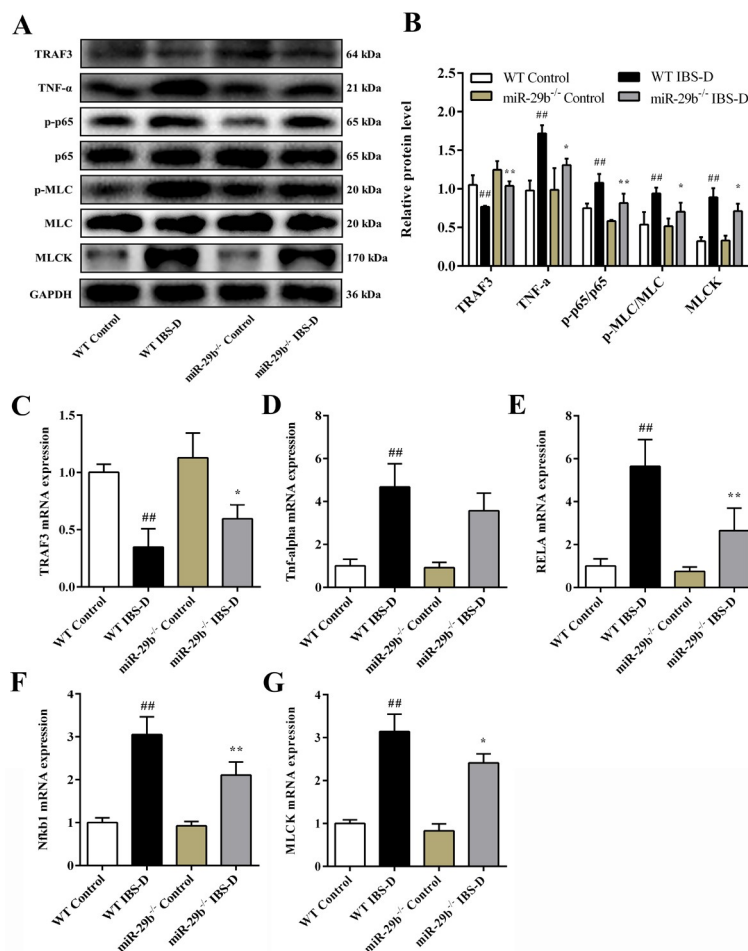 A
TRAF3 64 kDa
TNF-α 21 kDa
p-p65 65 kDa
p65 65 kDa
p-MLC 20 kDa
MLC 20 kDa
MLCK 170 kDa
GAPDH 36 kDa
WT Control WT IBS-D miR-29b-/- Control miR-29b-/- IBS-D
B
WT Control WT IBS-D
miR-29b-/- Control miR-29b-/- IBS-D
Relative protein level
2.5
2.0
1.5
1.0
0.5
0.0
## ** ## * ## ** ## * ## *
TRAF3 TNF-a p-p65/p65 p-MLC/MLC MLCK
C
TRAF3 mRNA expression
1.5
1.0
0.5
0.0
## *
WT Control WT IBS-D miR-29b-/- Control miR-29b-/- IBS-D
D
Tnf-alpha mRNA expression
8
6
4
2
0
##
WT Control WT IBS-D miR-29b-/- Control miR-29b-/- IBS-D
E
RELA mRNA expression
8
6
4
2
0
## **
WT Control WT IBS-D miR-29b-/- Control miR-29b-/- IBS-D
F
Nfkb1 mRNA expression
4
3
2
1
0
## **
WT Control WT IBS-D miR-29b-/- Control miR-29b-/- IBS-D
G
MLCK mRNA expression
4
3
2
1
0
## *
WT Control WT IBS-D miR-29b-/- Control miR-29b-/- IBS-D